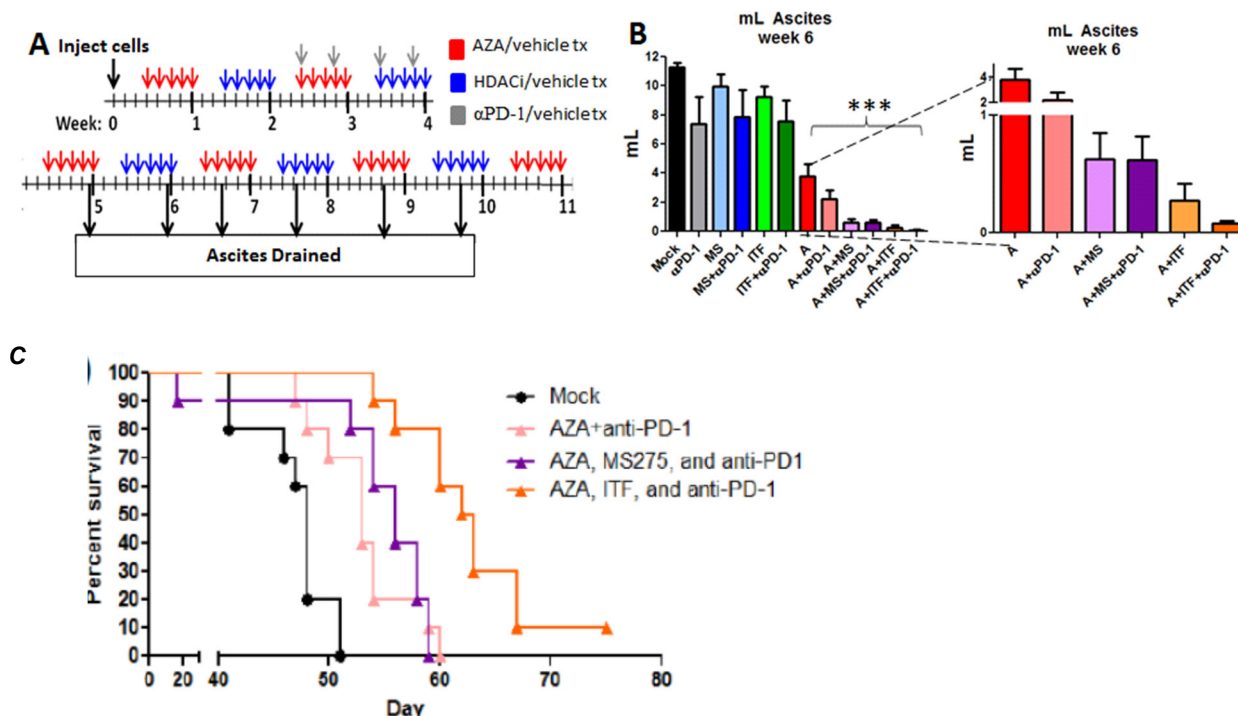 A
Inject cells
AZA/vehicle tx
HDACi/vehicle tx
αPD-1/vehicle tx
Week: 0 1 2 3 4
5 6 7 8 9 10 11
Ascites Drained
B
mL Ascites
week 6
mL
12
10
8
6
4
2
0
***
Mock
αPD-1
MS
MS+αPD-1
ITF
ITF+αPD-1
A
A+αPD-1
A+MS
A+MS+αPD-1
A+ITF
A+ITF+αPD-1
mL Ascites
week 6
mL
4
2
1
0
A
A+αPD-1
A+MS
A+MS+αPD-1
A+ITF
A+ITF+αPD-1
C
Percent survival
100
90
80
70
60
50
40
30
20
10
0
0 20 40 50 60 70 80
Day
Mock
AZA+anti-PD-1
AZA, MS275, and anti-PD1
AZA, ITF, and anti-PD-1